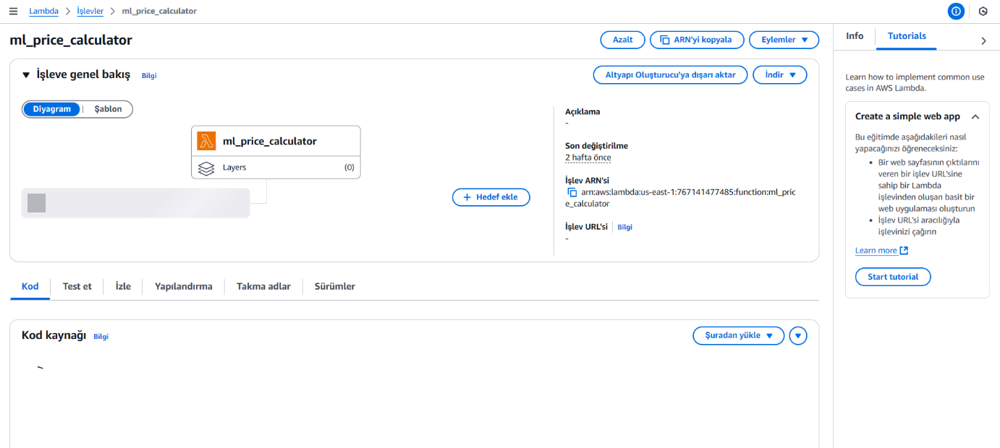 Lambda > İşlevler > ml_price_calculator
ml_price_calculator
Azalt
ARN'yi kopyala
Eylemler
İşleve genel bakış Bilgi
Altyapı Oluşturucu'ya dışarı aktar
İndir
Diyagram | Şablon
ml_price_calculator
Layers (0)
+ Hedef ekle
Açıklama
-
Son değiştirilme
2 hafta önce
İşlev ARN'si
arn:aws:lambda:us-east-1:767141477485:function:ml_pric
e_calculator
İşlev URL'si | Bilgi
-
Kod
Test et
İzle
Yapılandırma
Takma adlar
Sürümler
Kod kaynağı Bilgi
Şuradan yükle
Info
Tutorials
Learn how to implement common use
cases in AWS Lambda.
Create a simple web app
Bu eğitimde aşağıdakileri nasıl
yapacağınızı öğreneceksiniz:
• Bir web sayfasının çıktılarını
veren bir işlev URL'sine
sahip bir Lambda
işlevinden oluşan basit bir
web uygulaması oluşturun
• İşlev URL'si aracılığıyla
işlevinizi çağırın
Learn more
Start tutorial